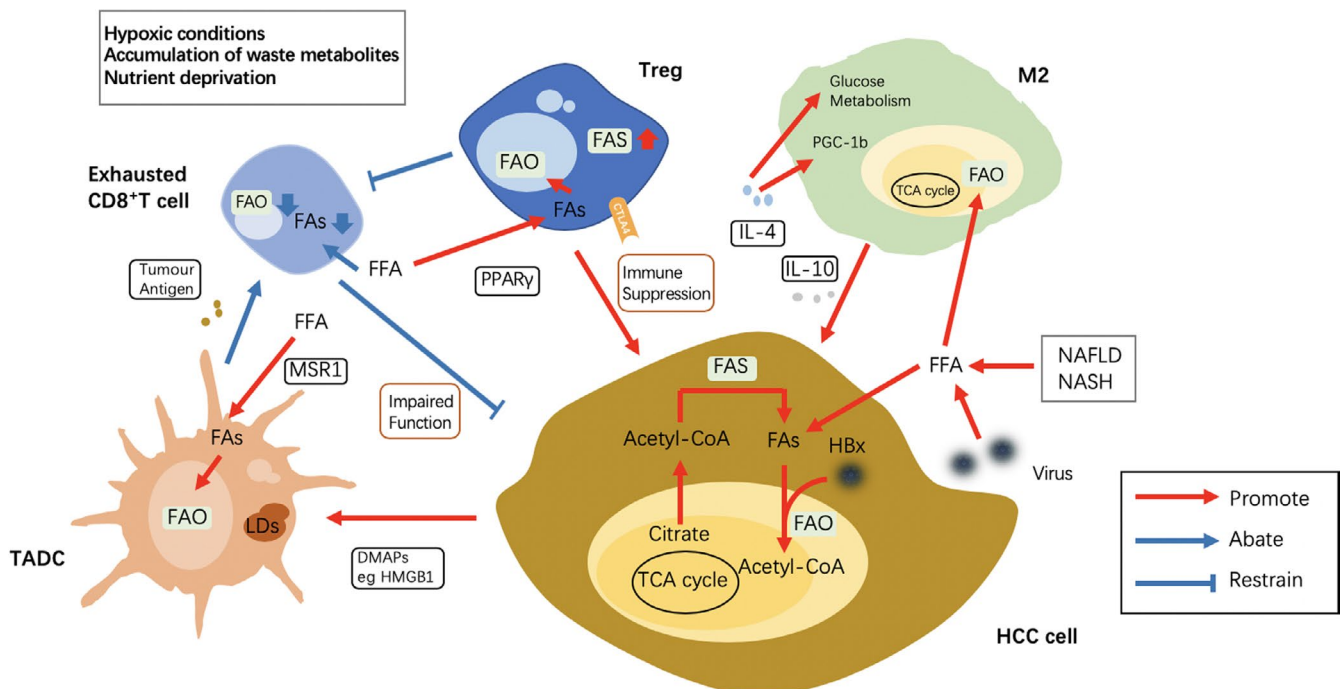 Hypoxic conditions
Accumulation of waste metabolites
Nutrient deprivation
Treg
M2
Glucose
Metabolism
PGC-1b
FAS
FAO
FAs
CTLA4
FAO
TCA cycle
Exhausted
CD8⁺T cell
FAO
FAs
IL-4
IL-10
Tumour
Antigen
FFA
PPARγ
Immune
Suppression
FFA
MSR1
Impaired
Function
FAS
FFA
NAFLD
NASH
FAs
Acetyl-CoA
FAs
HBx
Virus
FAO
LDs
Citrate
FAO
TCA cycle
Acetyl-CoA
TADC
DMAPs
eg HMGB1
HCC cell
Promote
Abate
Restrain